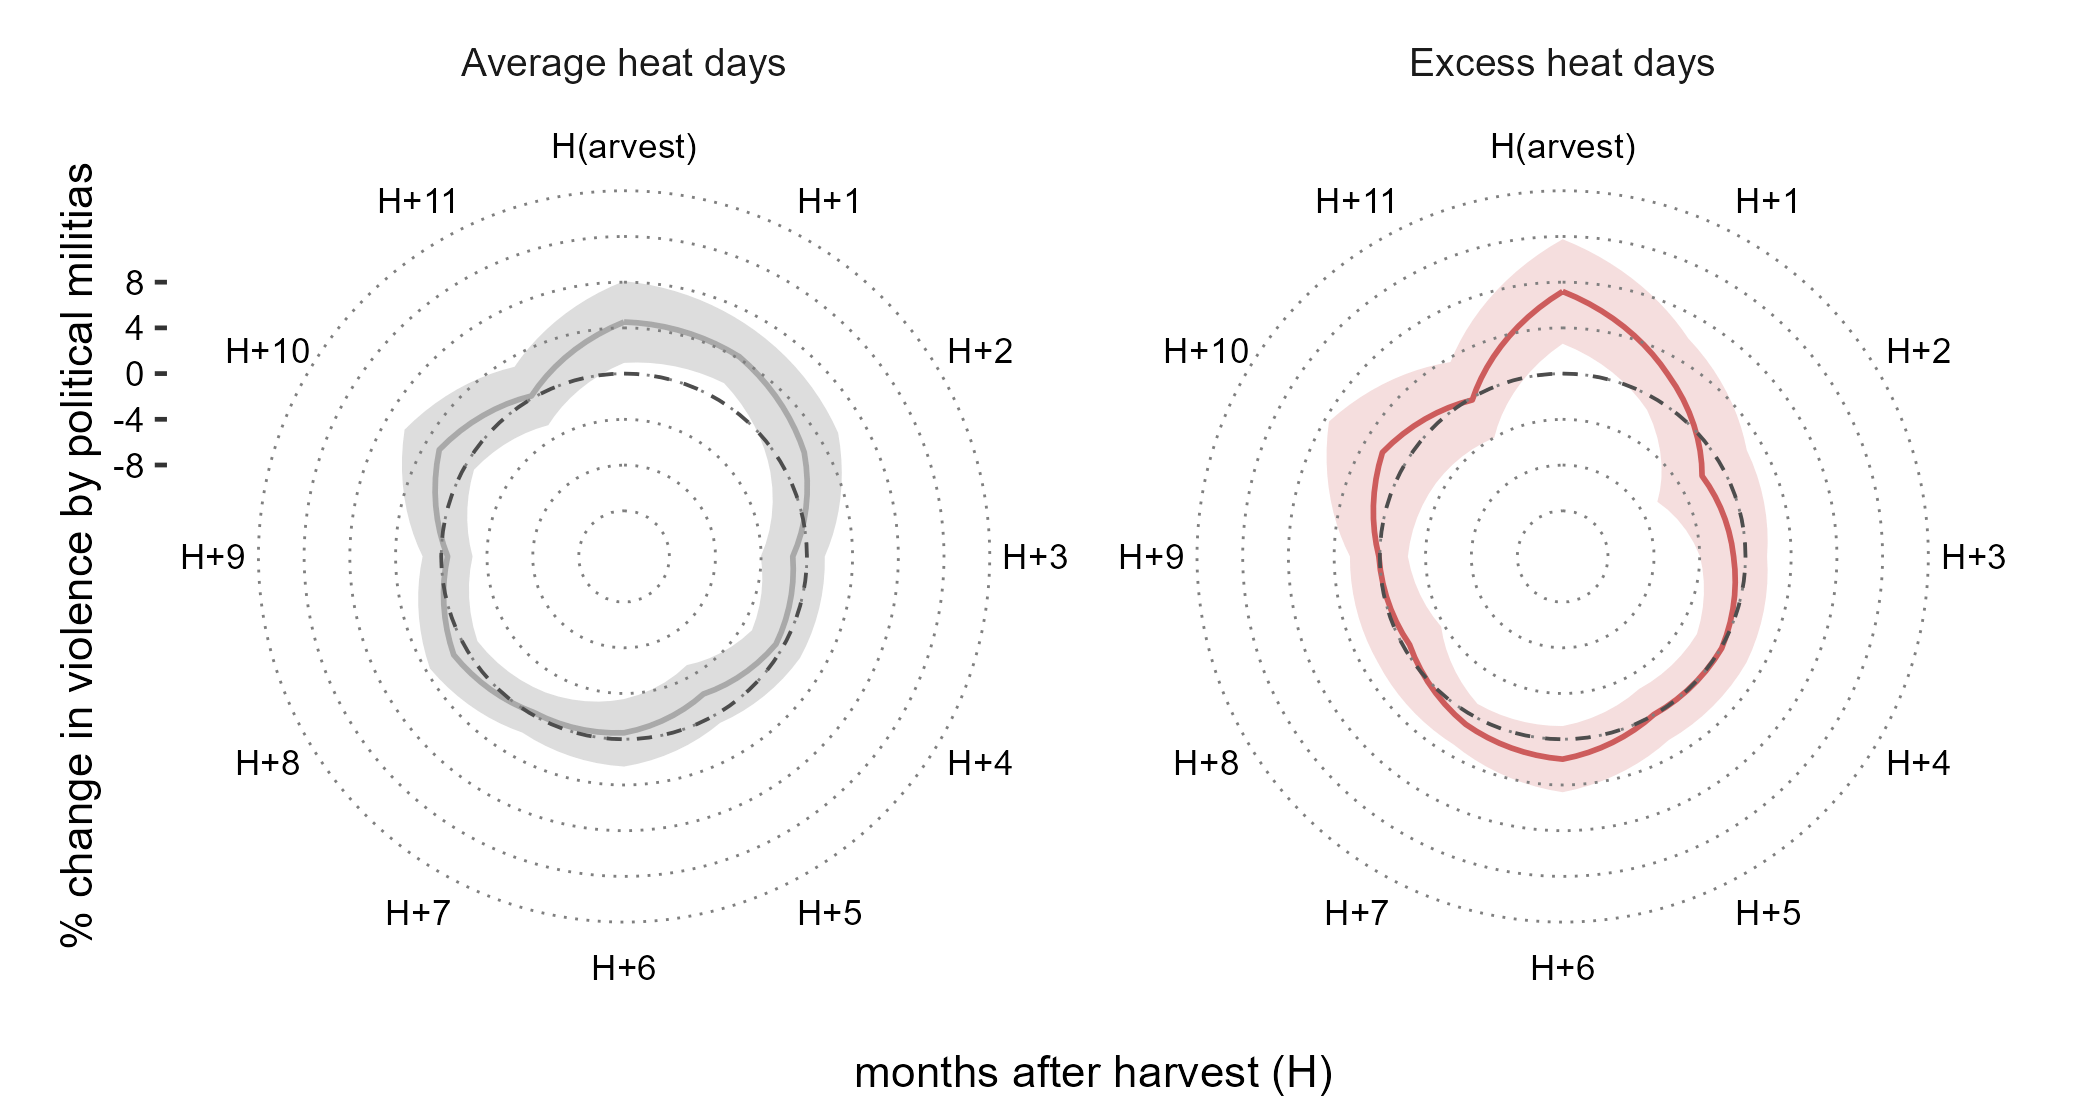 Average heat days
Excess heat days
% change in violence by political militias
8
4
0
-4
-8
H(arvest)
H+1
H+2
H+3
H+4
H+5
H+6
H+7
H+8
H+9
H+10
H+11
H(arvest)
H+1
H+2
H+3
H+4
H+5
H+6
H+7
H+8
H+9
H+10
H+11
months after harvest (H)